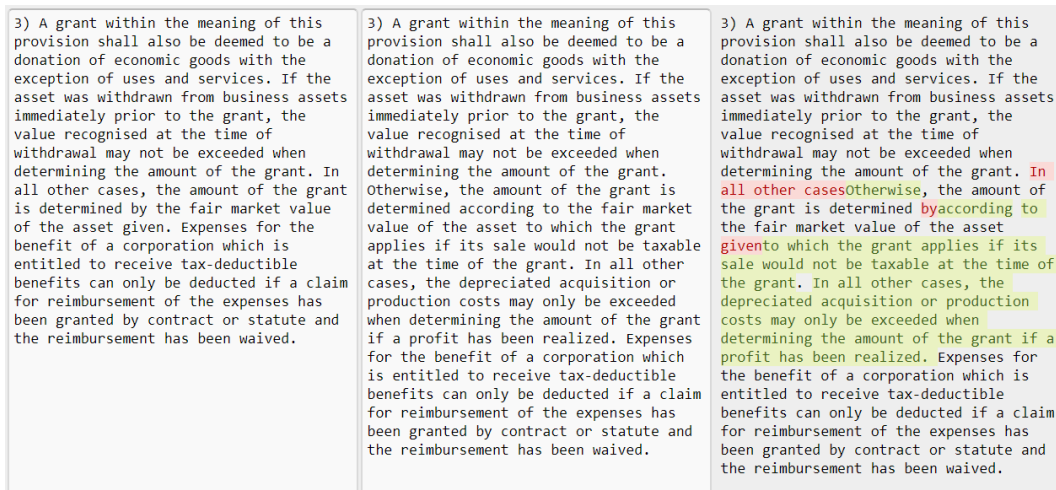 3) A grant within the meaning of this
provision shall also be deemed to be a
donation of economic goods with the
exception of uses and services. If the
asset was withdrawn from business assets
immediately prior to the grant, the
value recognised at the time of
withdrawal may not be exceeded when
determining the amount of the grant. In
all other cases, the amount of the grant
is determined by the fair market value
of the asset given. Expenses for the
benefit of a corporation which is
entitled to receive tax-deductible
benefits can only be deducted if a claim
for reimbursement of the expenses has
been granted by contract or statute and
the reimbursement has been waived.
3) A grant within the meaning of this
provision shall also be deemed to be a
donation of economic goods with the
exception of uses and services. If the
asset was withdrawn from business assets
immediately prior to the grant, the
value recognised at the time of
withdrawal may not be exceeded when
determining the amount of the grant.
Otherwise, the amount of the grant is
determined according to the fair market
value of the asset to which the grant
applies if its sale would not be taxable
at the time of the grant. In all other
cases, the depreciated acquisition or
production costs may only be exceeded
when determining the amount of the grant
if a profit has been realized. Expenses
for the benefit of a corporation which
is entitled to receive tax-deductible
benefits can only be deducted if a claim
for reimbursement of the expenses has
been granted by contract or statute and
the reimbursement has been waived.
3) A grant within the meaning of this
provision shall also be deemed to be a
donation of economic goods with the
exception of uses and services. If the
asset was withdrawn from business assets
immediately prior to the grant, the
value recognised at the time of
withdrawal may not be exceeded when
determining the amount of the grant. In
all other casesOtherwise, the amount of
the grant is determined byaccording to
the fair market value of the asset
givento which the grant applies if its
sale would not be taxable at the time of
the grant. In all other cases, the
depreciated acquisition or production
costs may only be exceeded when
determining the amount of the grant if a
profit has been realized. Expenses for
the benefit of a corporation which is
entitled to receive tax-deductible
benefits can only be deducted if a claim
for reimbursement of the expenses has
been granted by contract or statute and
the reimbursement has been waived.